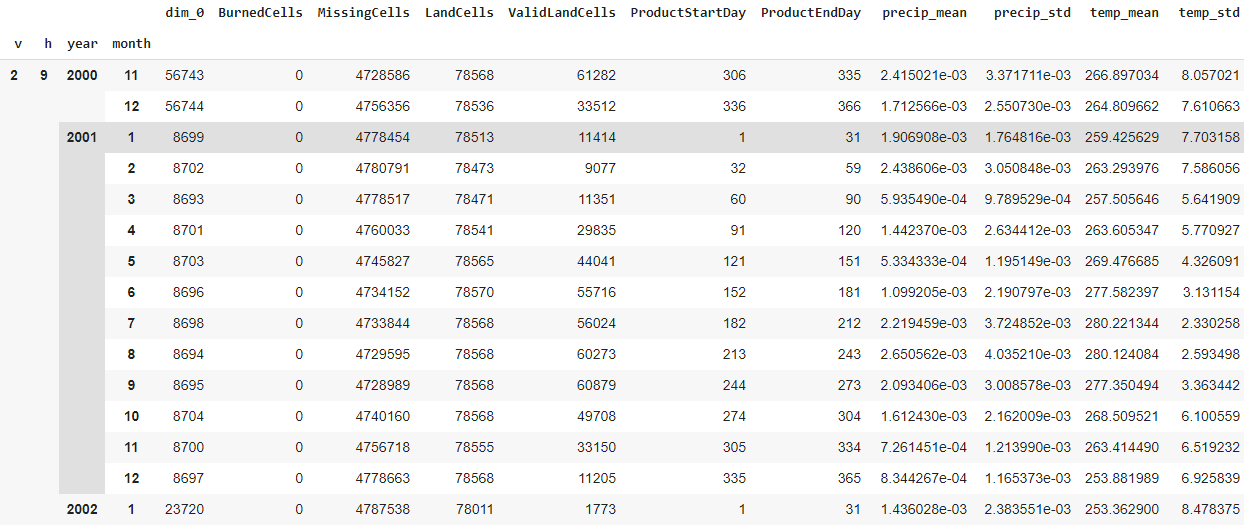 dim_0 BurnedCells MissingCells LandCells ValidLandCells ProductStartDay ProductEndDay precip_mean precip_std temp_mean temp_std
v h year month
2 9 2000 11 56743 0 4728586 78568 61282 306 335 2.415021e-03 3.371711e-03 266.897034 8.057021
12 56744 0 4756356 78536 33512 336 366 1.712566e-03 2.550730e-03 264.809662 7.610663
2001 1 8699 0 4778454 78513 11414 1 31 1.906908e-03 1.764816e-03 259.425629 7.703158
2 8702 0 4780791 78473 9077 32 59 2.438606e-03 3.050848e-03 263.293976 7.586056
3 8693 0 4778517 78471 11351 60 90 5.935490e-04 9.789529e-04 257.505646 5.641909
4 8701 0 4760033 78541 29835 91 120 1.442370e-03 2.634412e-03 263.605347 5.770927
5 8703 0 4745827 78565 44041 121 151 5.334333e-04 1.195149e-03 269.476685 4.326091
6 8696 0 4734152 78570 55716 152 181 1.099205e-03 2.190797e-03 277.582397 3.131154
7 8698 0 4733844 78568 56024 182 212 2.219459e-03 3.724852e-03 280.221344 2.330258
8 8694 0 4729595 78568 60273 213 243 2.650562e-03 4.035210e-03 280.124084 2.593498
9 8695 0 4728989 78568 60879 244 273 2.093406e-03 3.008578e-03 277.350494 3.363442
10 8704 0 4740160 78568 49708 274 304 1.612430e-03 2.162009e-03 268.509521 6.100559
11 8700 0 4756718 78555 33150 305 334 7.261451e-04 1.213990e-03 263.414490 6.519232
12 8697 0 4778663 78568 11205 335 365 8.344267e-04 1.165373e-03 253.881989 6.925839
2002 1 23720 0 4787538 78011 1773 1 31 1.436028e-03 2.383551e-03 253.362900 8.478375